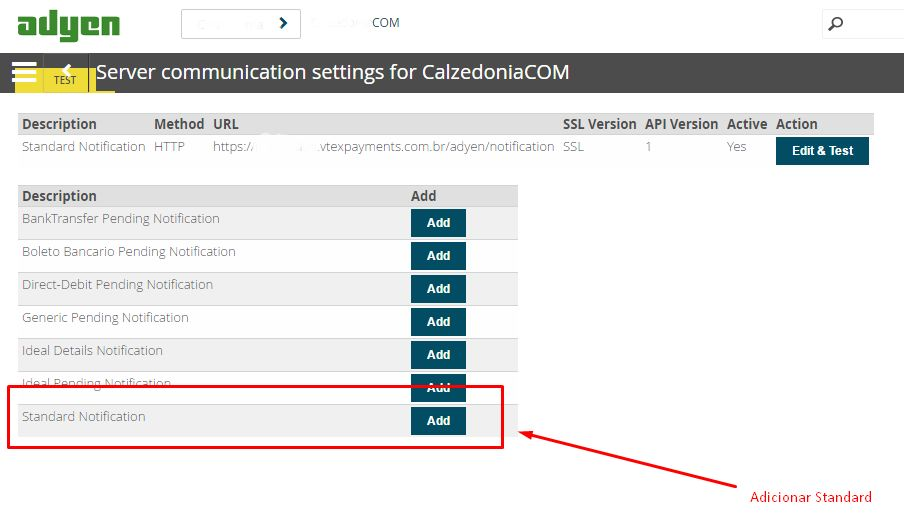 adyen
COM
TEST
Server communication settings for CalzedoniaCOM
Description Method URL SSL Version API Version Active Action
Standard Notification HTTP https:// .vtexpayments.com.br/adyen/notification SSL 1 Yes Edit & Test
Description Add
BankTransfer Pending Notification Add
Boleto Bancario Pending Notification Add
Direct-Debit Pending Notification Add
Generic Pending Notification Add
Ideal Details Notification Add
Ideal Pending Notification Add
Standard Notification Add
Adicionar Standard